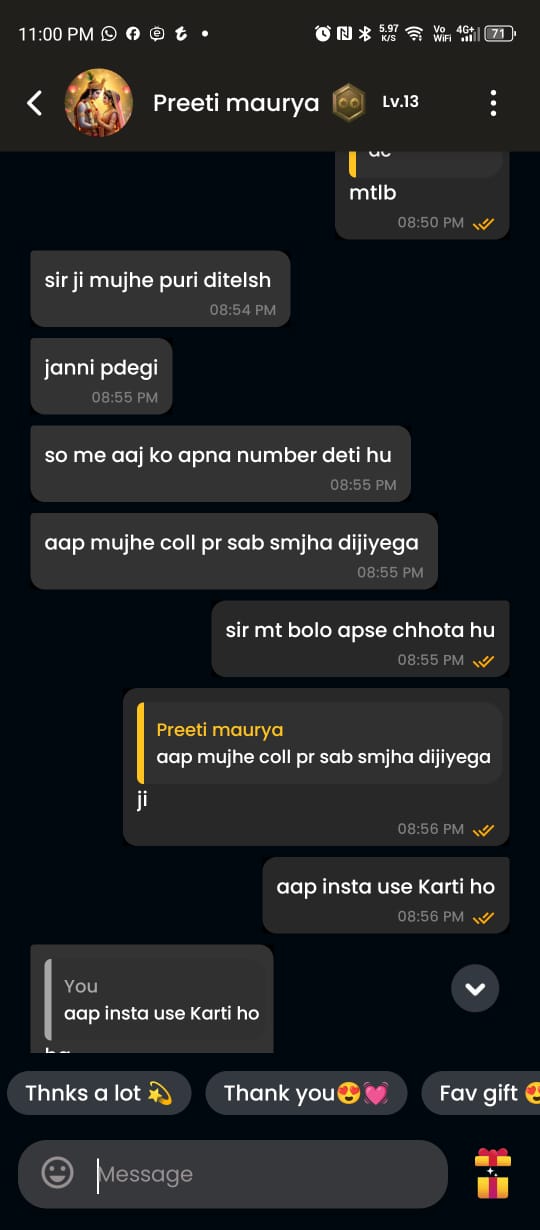 11:00 PM
5.97
K/S
Vo
WiFi
4G+
71
Preeti maurya
Lv.13
mtlb
08:50 PM
sir ji mujhe puri ditelsh
08:54 PM
janni pdegi
08:55 PM
so me aaj ko apna number deti hu
08:55 PM
aap mujhe coll pr sab smjha dijiyega
08:55 PM
sir mt bolo apse chhota hu
08:55 PM
Preeti maurya
aap mujhe coll pr sab smjha dijiyega
ji
08:56 PM
aap insta use Karti ho
08:56 PM
You
aap insta use Karti ho
Thnks a lot 💫
Thank you😍💓
Fav gift
Message